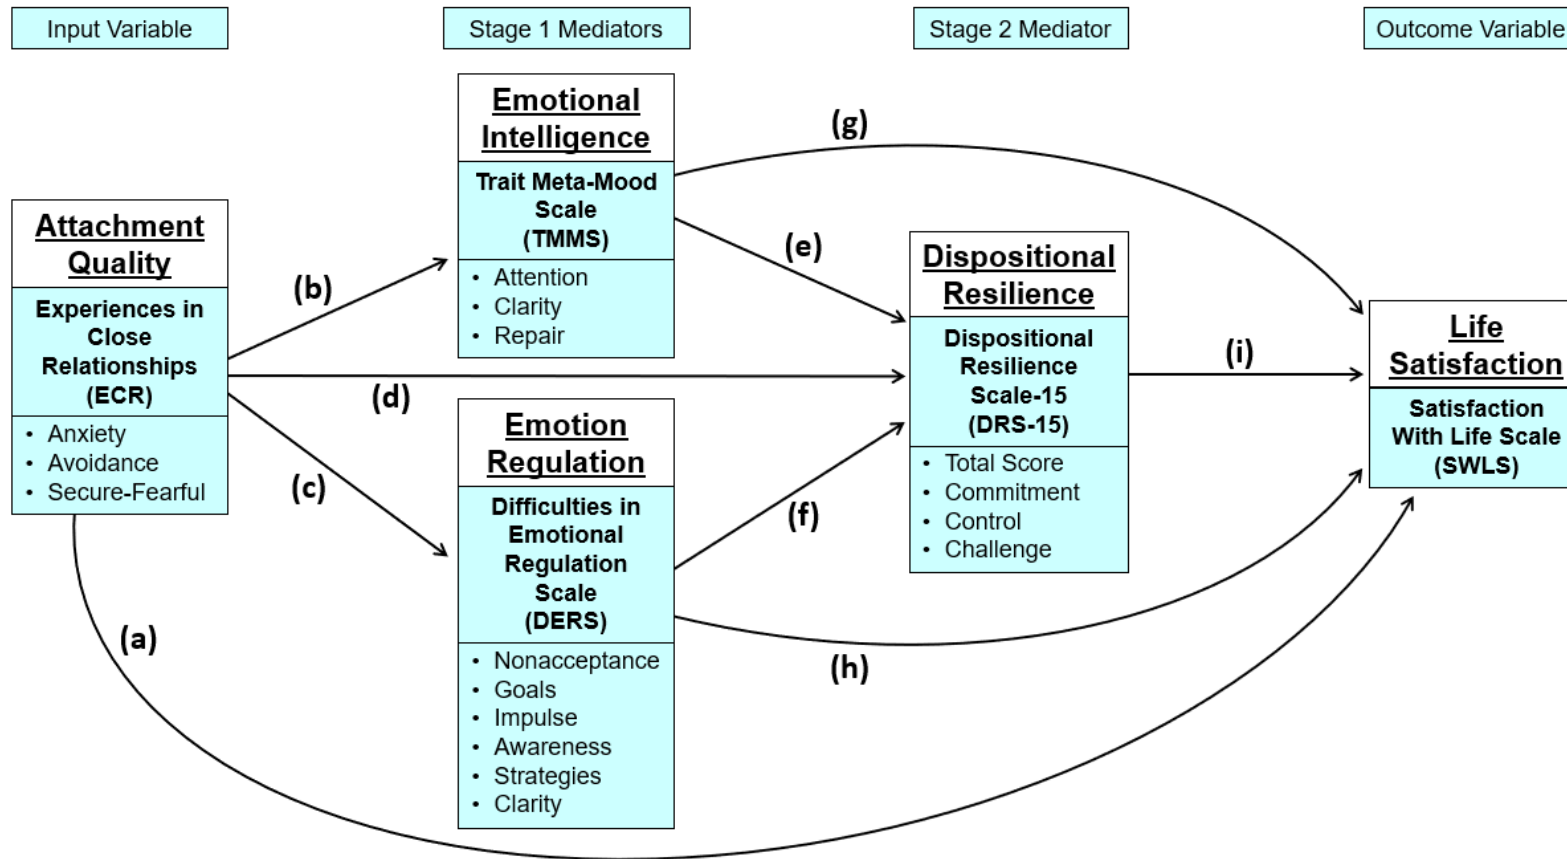 Input Variable
Stage 1 Mediators
Stage 2 Mediator
Outcome Variable
Attachment
Quality
Experiences in
Close
Relationships
(ECR)
• Anxiety
• Avoidance
• Secure-Fearful
(a)
(b)
(c)
(d)
Emotional
Intelligence
Trait Meta-Mood
Scale
(TMMS)
• Attention
• Clarity
• Repair
Emotion
Regulation
Difficulties in
Emotional
Regulation
Scale
(DERS)
• Nonacceptance
• Goals
• Impulse
• Awareness
• Strategies
• Clarity
(g)
(e)
(f)
(h)
Dispositional
Resilience
Dispositional
Resilience
Scale-15
(DRS-15)
• Total Score
• Commitment
• Control
• Challenge
(i)
Life
Satisfaction
Satisfaction
With Life Scale
(SWLS)